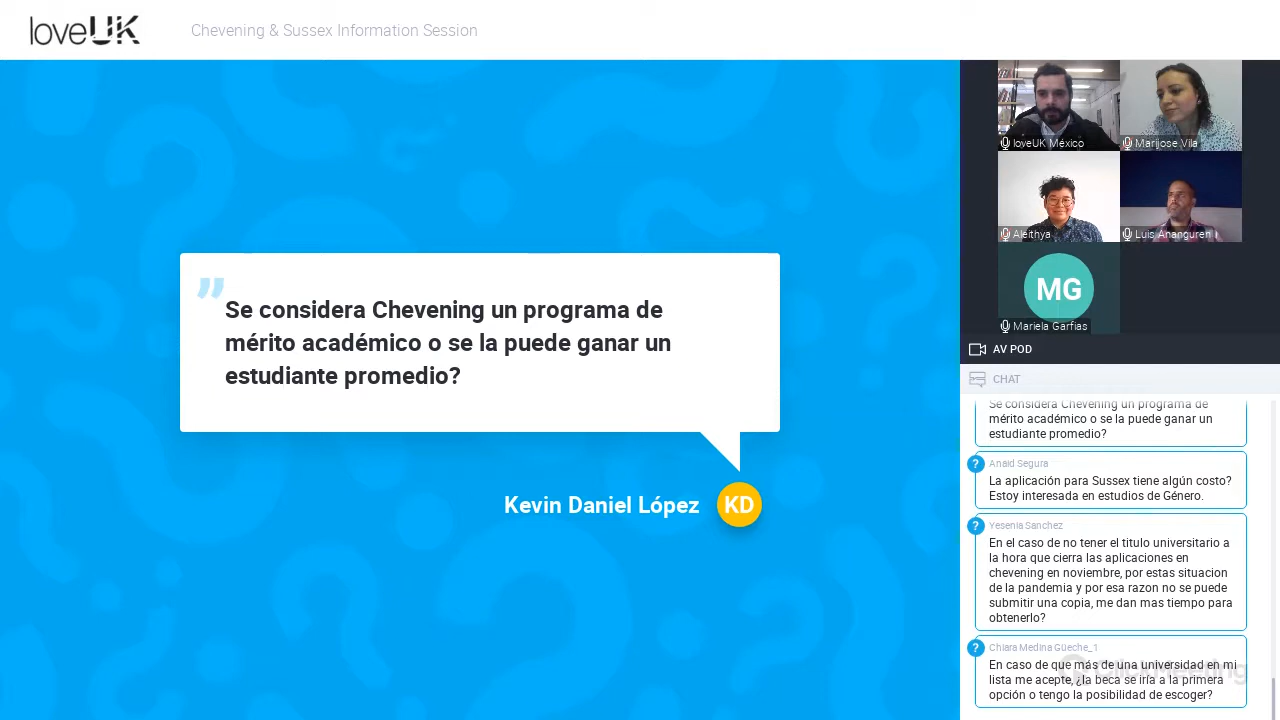 loveUK
Chevening & Sussex Information Session
Se considera Chevening un programa de
mérito académico o se la puede ganar un
estudiante promedio?
Kevin Daniel López
KD
loveUK México
Marijose Vila
Aleithya
Luis Ananguren
MG
Mariela Garfias
AV POD
CHAT
Se considera Chevening un programa de
mérito académico o se la puede ganar un
estudiante promedio?
?
Anaid Segura
La aplicación para Sussex tiene algún costo?
Estoy interesada en estudios de Género.
?
Yesenia Sanchez
En el caso de no tener el titulo universitario a
la hora que cierra las aplicaciones en
chevening en noviembre, por estas situacion
de la pandemia y por esa razon no se puede
submitir una copia, me dan mas tiempo para
obtenerlo?
?
Chiara Medina Güeche_1
En caso de que más de una universidad en mi
lista me acepte, ¿la beca se iría a la primera
opción o tengo la posibilidad de escoger?